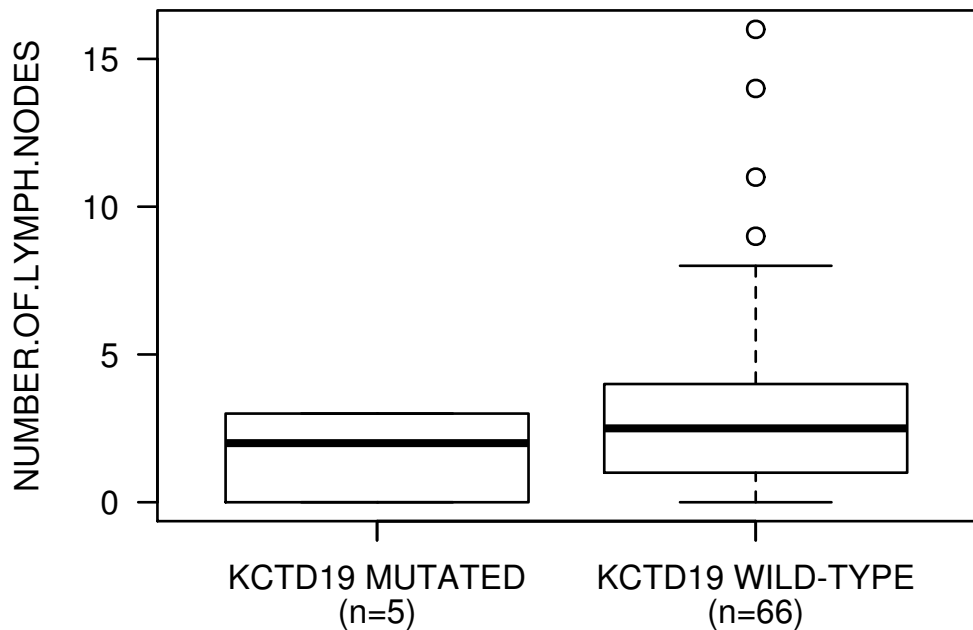 NUMBER.OF.LYMPH.NODES
15
10
5
0
KCTD19 MUTATED
(n=5)
KCTD19 WILD-TYPE
(n=66)